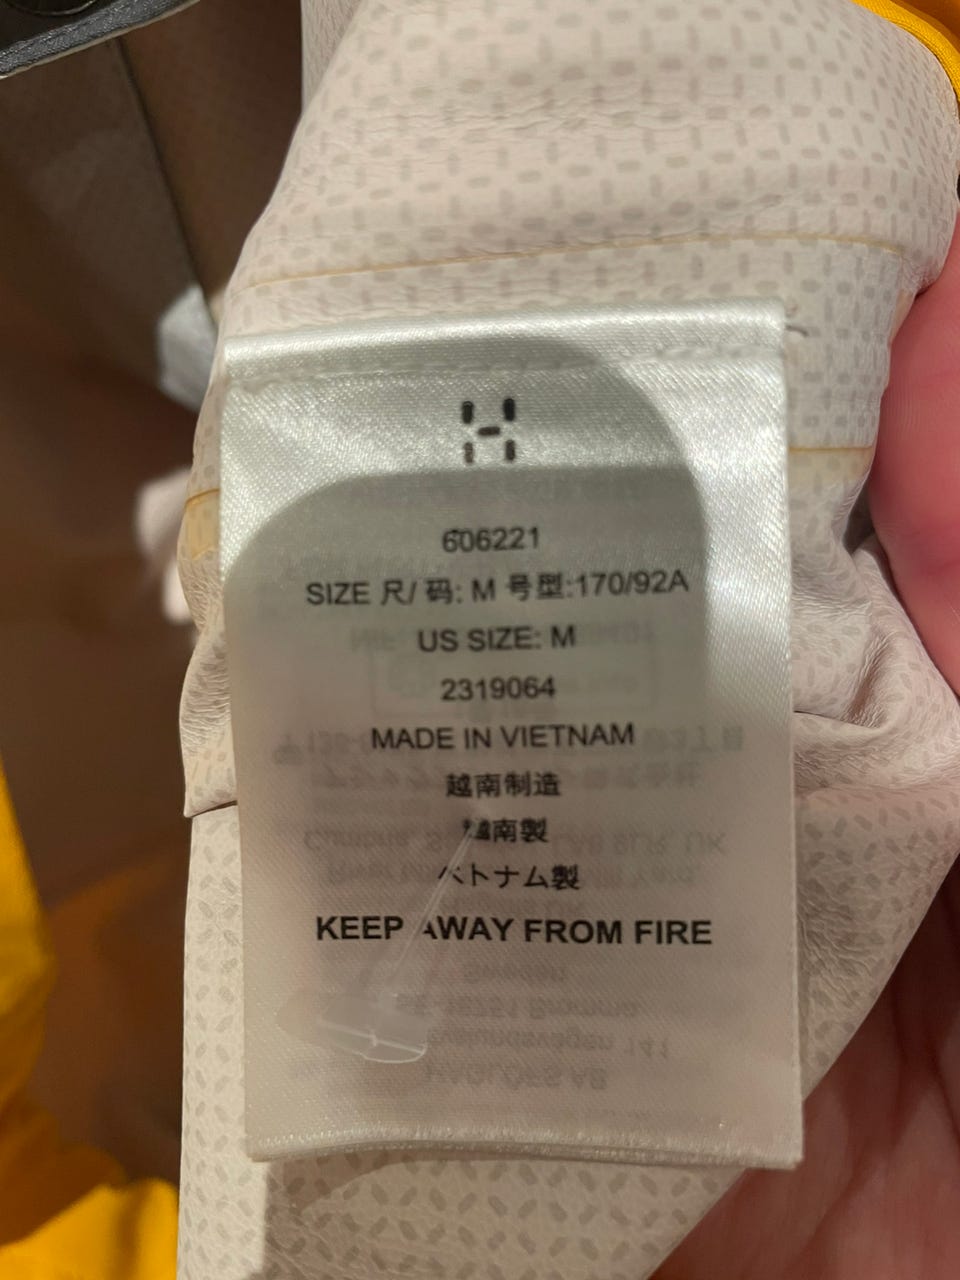 606221
SIZE 尺/ 码: M 号型:170/92A
US SIZE: M
2319064
MADE IN VIETNAM
越南制造
越南製
ベトナム製
KEEP AWAY FROM FIRE